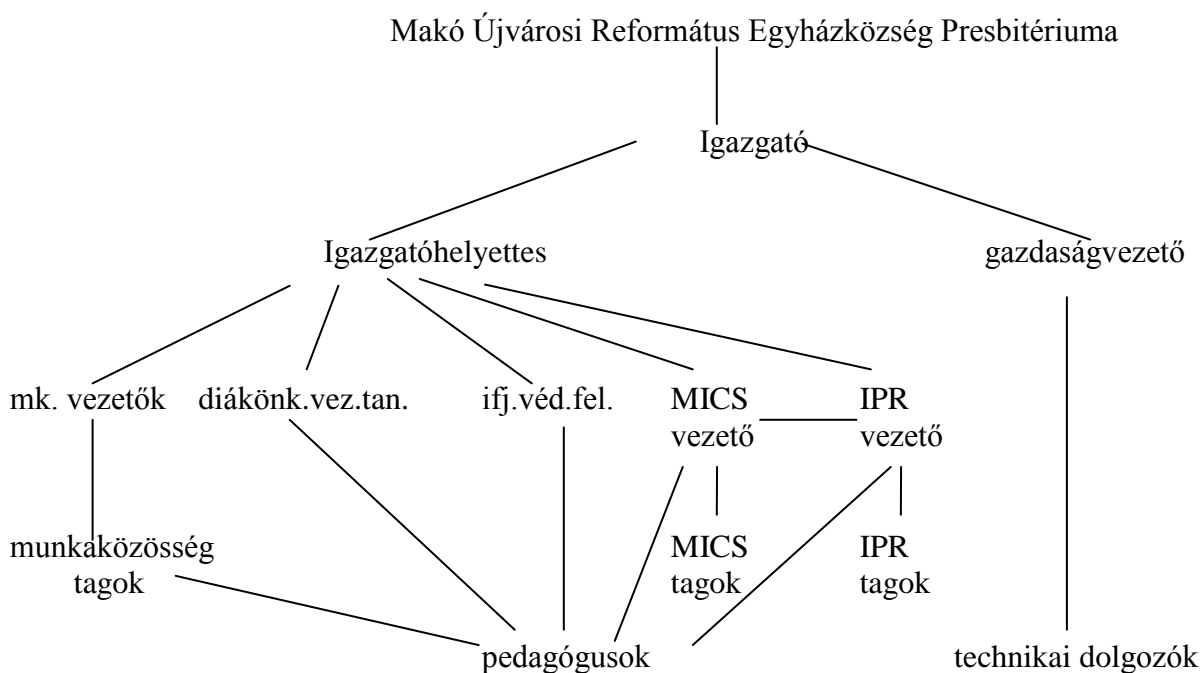 Makó Újvárosi Református Egyházközség Presbitériuma
Igazgató
Igazgatóhelyettes
gazdaságvezető
mk. vezetők
diákönk.vez.tan.
ifj.véd.fel.
MICS
vezető
IPR
vezető
munkaközösség
tagok
MICS
tagok
IPR
tagok
pedagógusok
technikai dolgozók